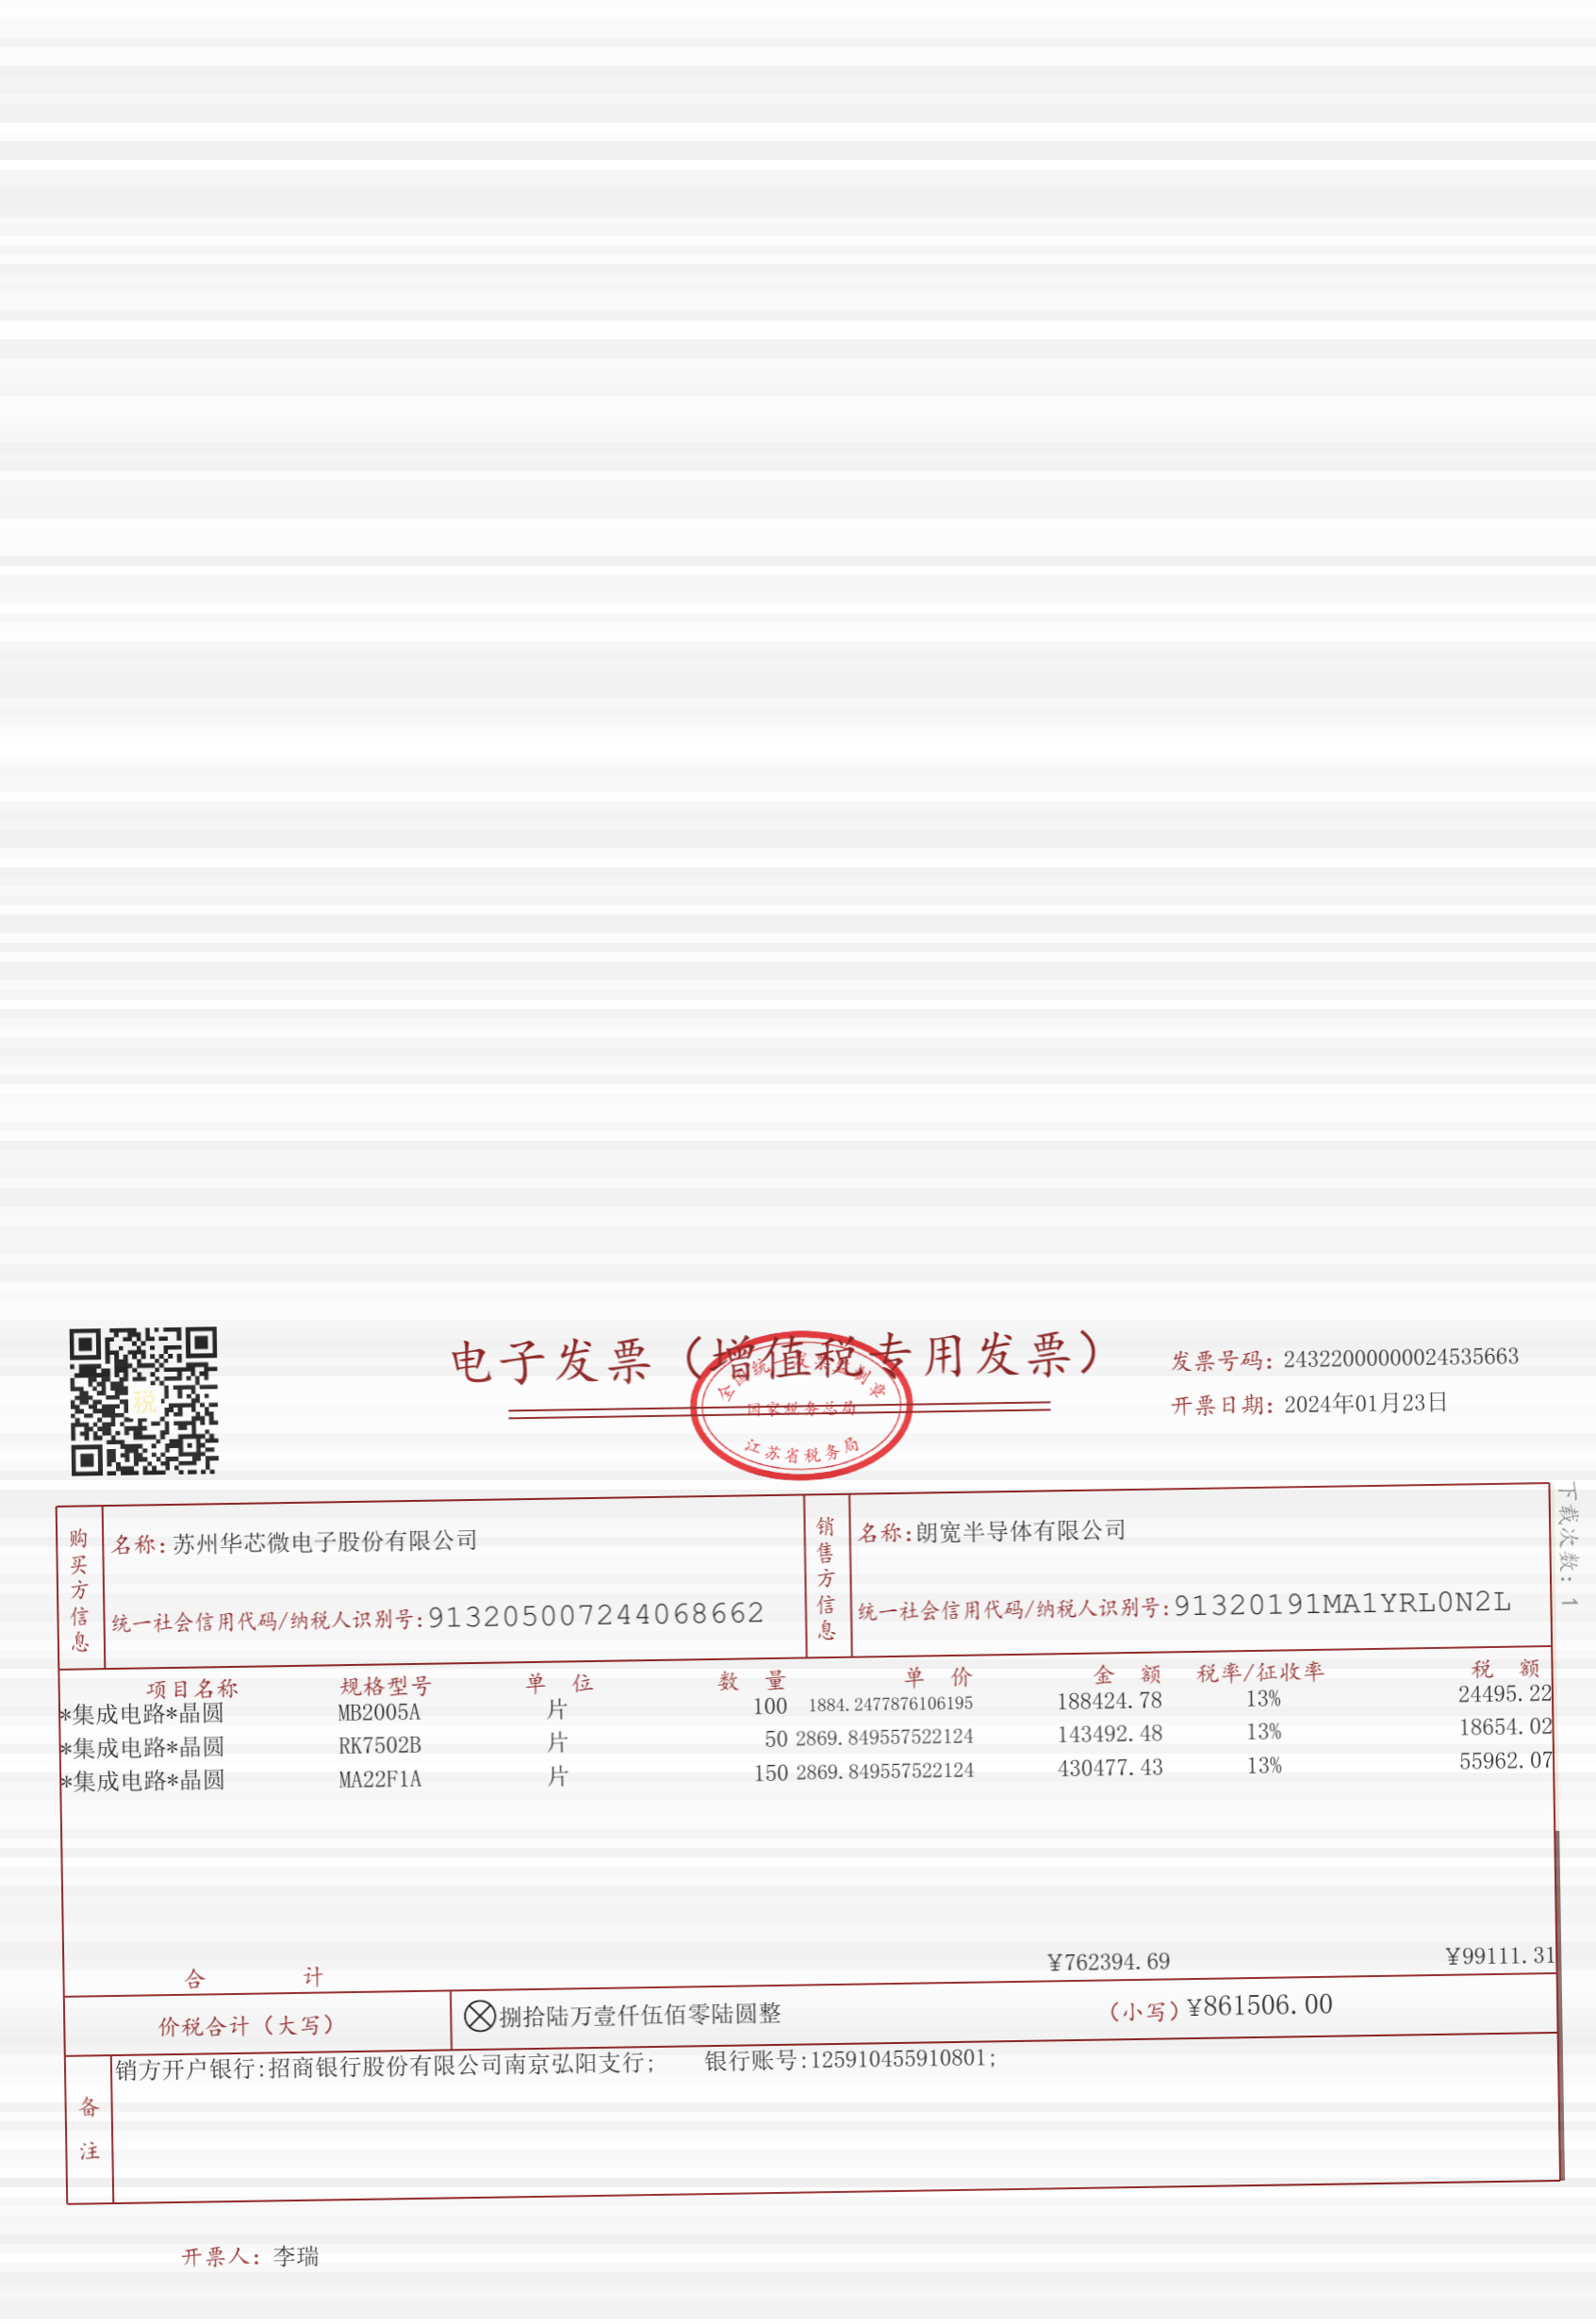 电子发票（增值税专用发票）
全国统一发票监制章
国家税务总局
江苏省税务局
发票号码：24322000000024535663
开票日期：2024年01月23日
税
下载次数：1
购买方信息
名称：苏州华芯微电子股份有限公司
统一社会信用代码/纳税人识别号：913205007244068662
销售方信息
名称：朗宽半导体有限公司
统一社会信用代码/纳税人识别号：91320191MA1YRL0N2L
项目名称 规格型号 单 位 数 量 单 价 金 额 税率/征收率 税 额
*集成电路*晶圆 MB2005A 片 100 1884.2477876106195 188424.78 13% 24495.22
*集成电路*晶圆 RK7502B 片 50 2869.849557522124 143492.48 13% 18654.02
*集成电路*晶圆 MA22F1A 片 150 2869.849557522124 430477.43 13% 55962.07
合 计 ¥762394.69 ¥99111.31
价税合计（大写） ⊗捌拾陆万壹仟伍佰零陆圆整 （小写）¥861506.00
备注
销方开户银行:招商银行股份有限公司南京弘阳支行; 银行账号:125910455910801;
开票人：李瑞